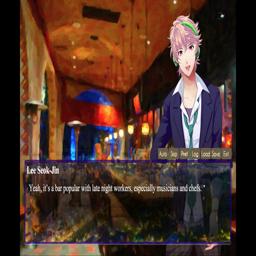 Auto Skip Pref Log Load Save Exit
Lee Seok-Jin
Yeah, it's a bar popular with late night workers, especially musicians and chefs. "